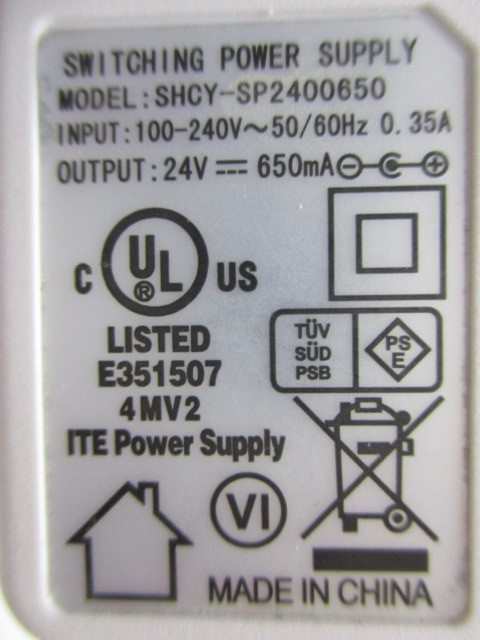 SWITCHING POWER SUPPLY
MODEL:SHCY-SP2400650
INPUT:100-240V~50/60Hz 0.35A
OUTPUT:24V⎓650mA
C UL® US
LISTED
E351507
4MV2
ITE Power Supply
TÜV
SÜD
PSB
PS
E
VI
MADE IN CHINA